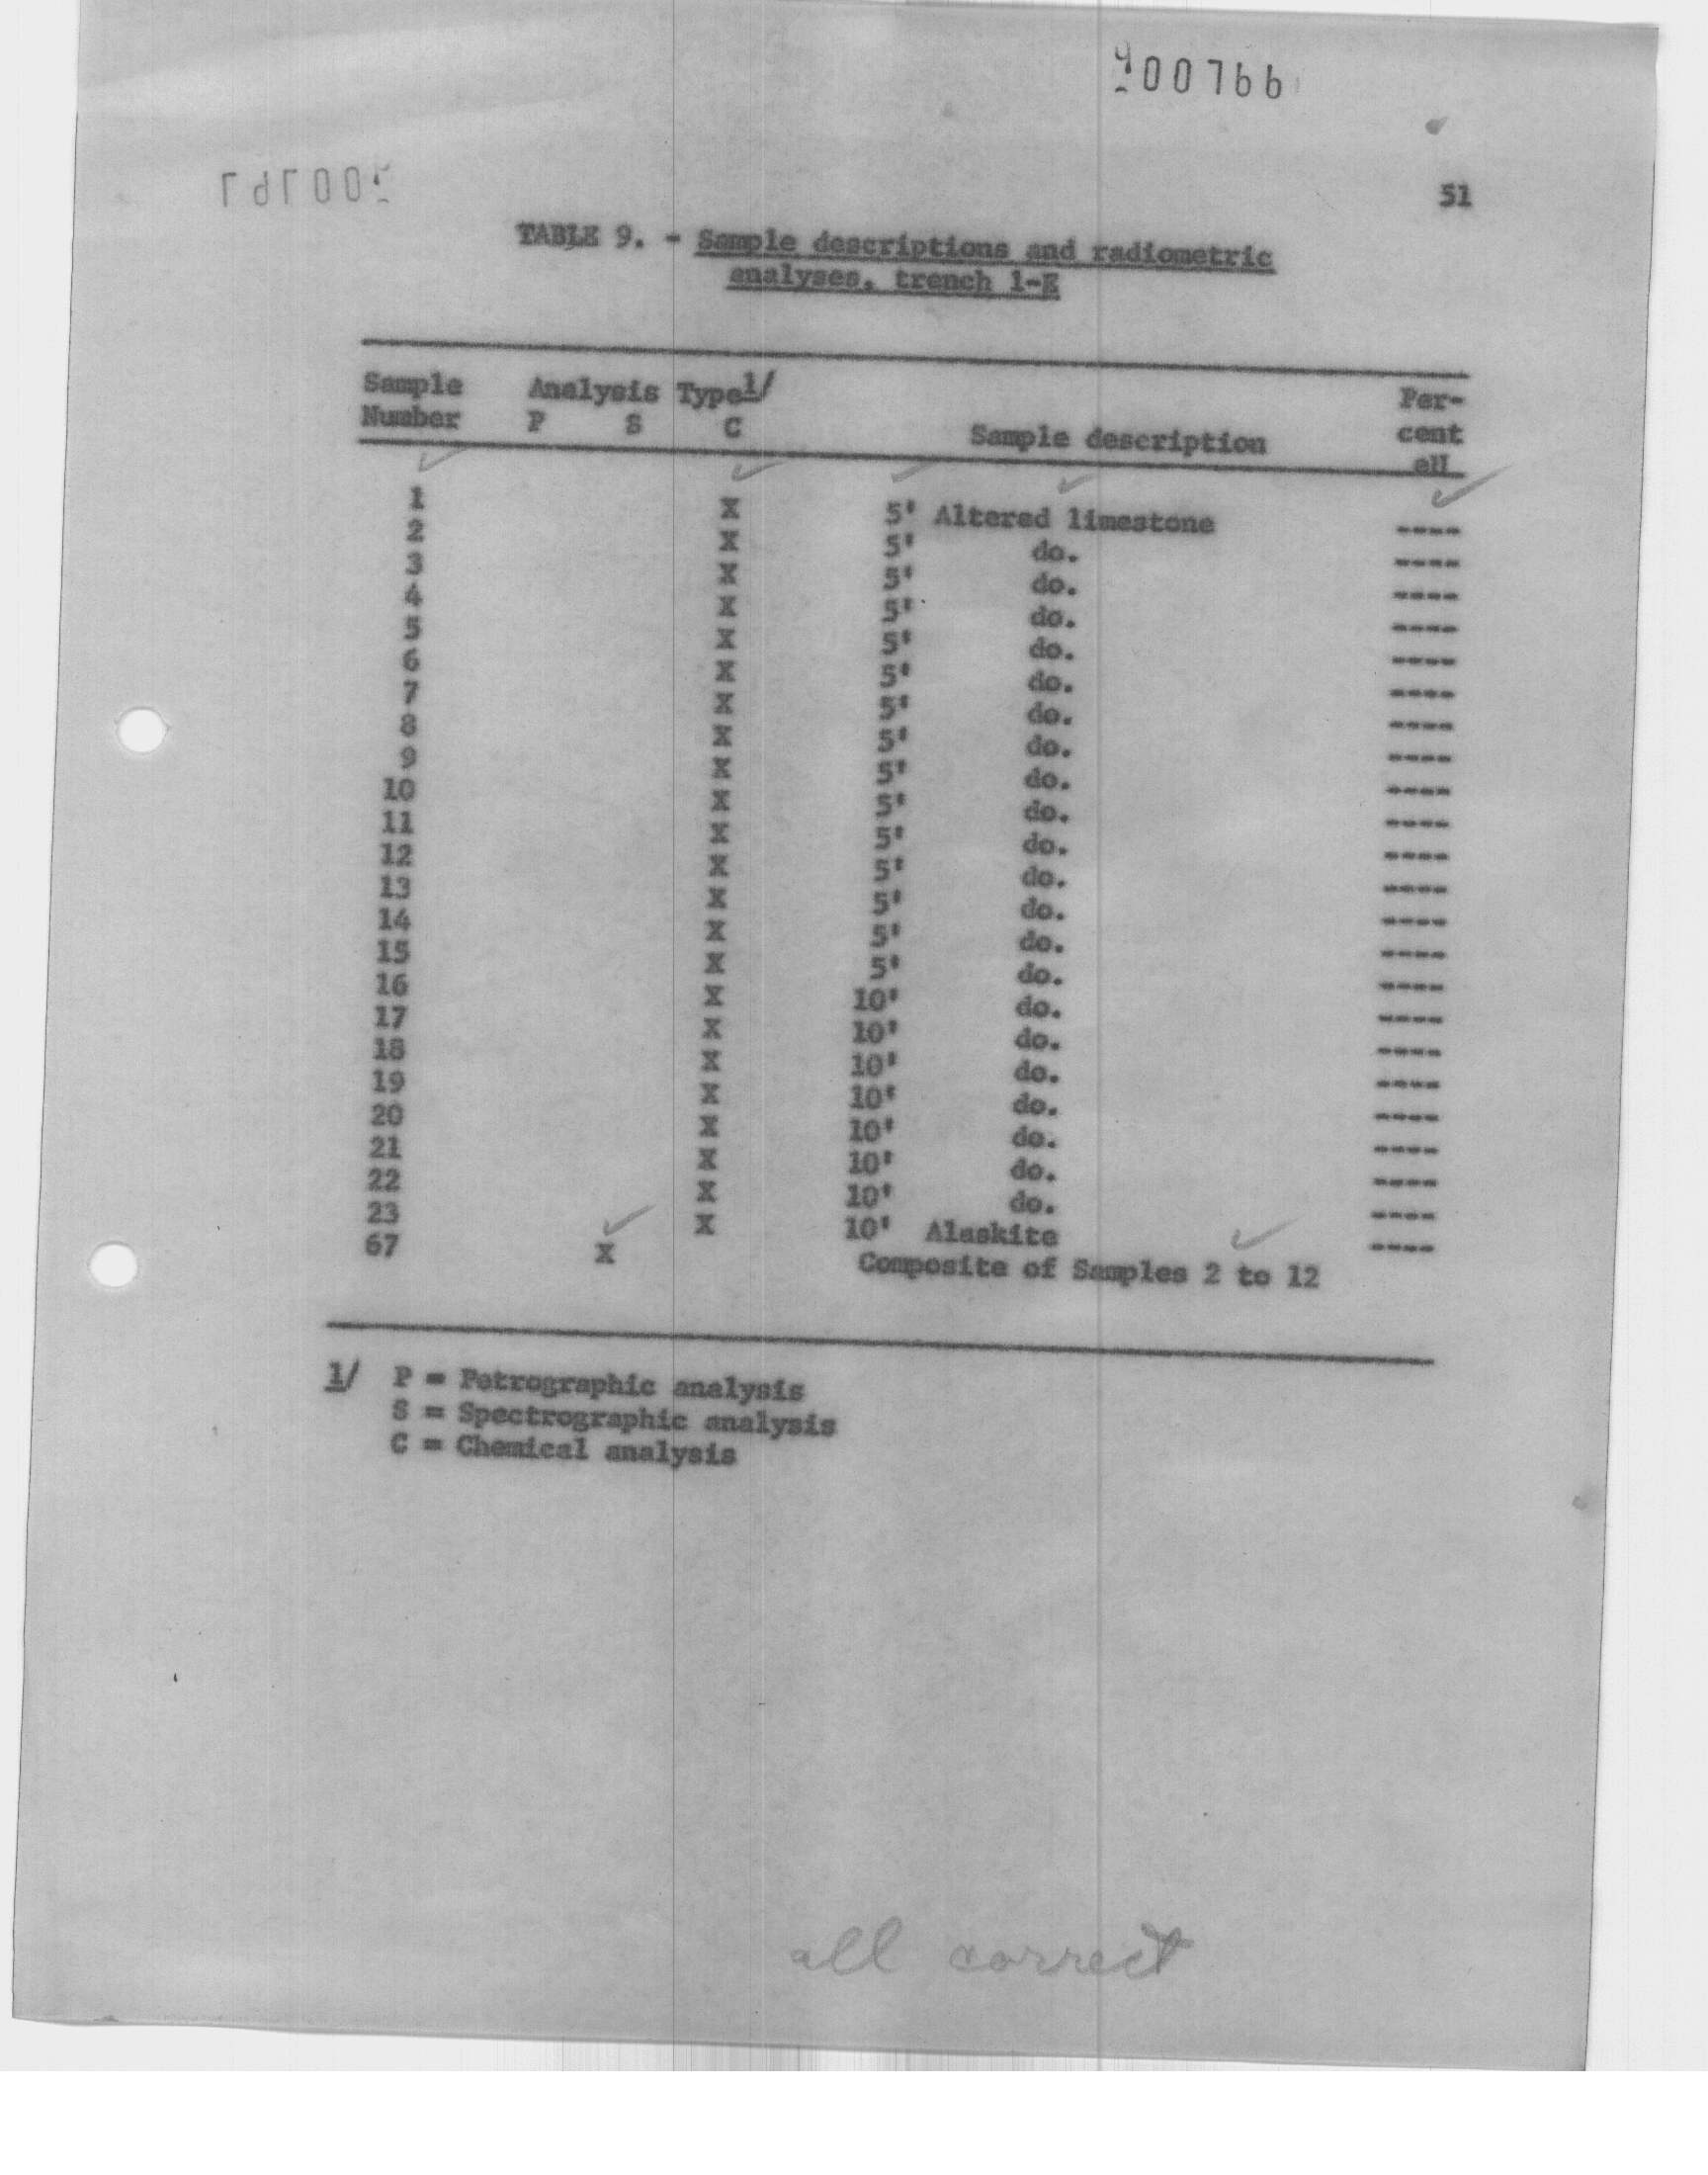 00766
51
TABLE 9. - Sample descriptions and radiometric
analyses, trench 1-E
Sample Analysis Type 1/ Per-
Number P S C Sample description cent
eU
1 X 5' Altered limestone ----
2 X 5' do. ----
3 X 5' do. ----
4 X 5' do. ----
5 X 5' do. ----
6 X 5' do. ----
7 X 5' do. ----
8 X 5' do. ----
9 X 5' do. ----
10 X 5' do. ----
11 X 5' do. ----
12 X 5' do. ----
13 X 5' do. ----
14 X 5' do. ----
15 X 5' do. ----
16 X 10' do. ----
17 X 10' do. ----
18 X 10' do. ----
19 X 10' do. ----
20 X 10' do. ----
21 X 10' do. ----
22 X 10' do. ----
23 X 10' Alaskite ----
67 X Composite of Samples 2 to 12
1/ P = Petrographic analysis
S = Spectrographic analysis
C = Chemical analysis
all correct